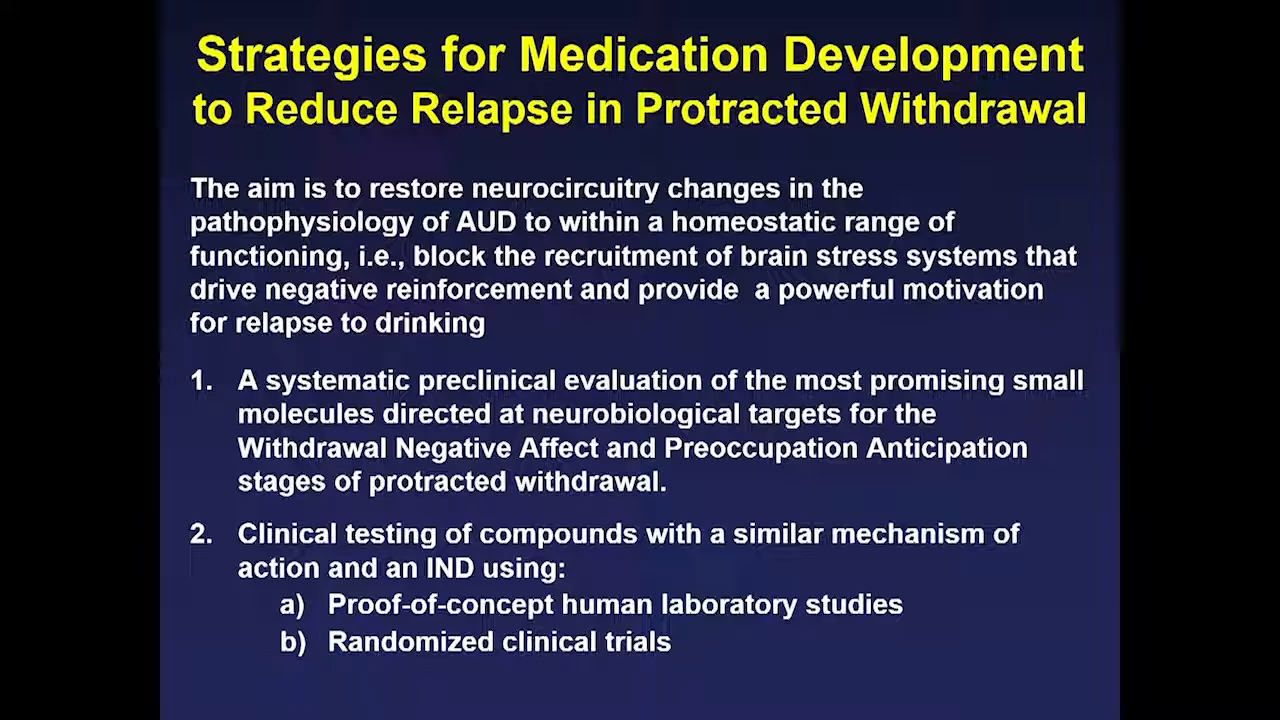 Strategies for Medication Development
to Reduce Relapse in Protracted Withdrawal
The aim is to restore neurocircuitry changes in the
pathophysiology of AUD to within a homeostatic range of
functioning, i.e., block the recruitment of brain stress systems that
drive negative reinforcement and provide a powerful motivation
for relapse to drinking
1. A systematic preclinical evaluation of the most promising small
molecules directed at neurobiological targets for the
Withdrawal Negative Affect and Preoccupation Anticipation
stages of protracted withdrawal.
2. Clinical testing of compounds with a similar mechanism of
action and an IND using:
a) Proof-of-concept human laboratory studies
b) Randomized clinical trials